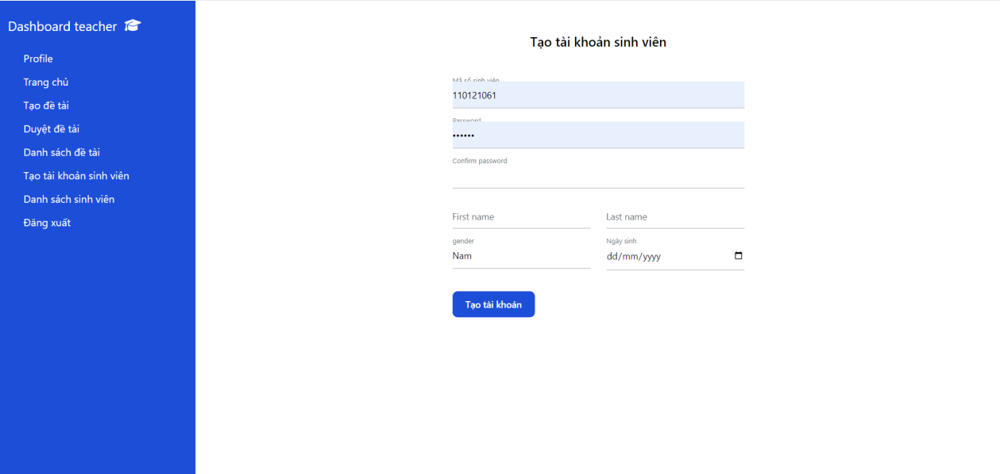 Dashboard teacher
Profile
Trang chủ
Tạo đề tài
Duyệt đề tài
Danh sách đề tài
Tạo tài khoản sinh viên
Danh sách sinh viên
Đăng xuất
Tạo tài khoản sinh viên
Mã số sinh viên
110121061
Password
••••••
Confirm password
First name Last name
gender Ngày sinh
Nam dd/mm/yyyy
Tạo tài khoản